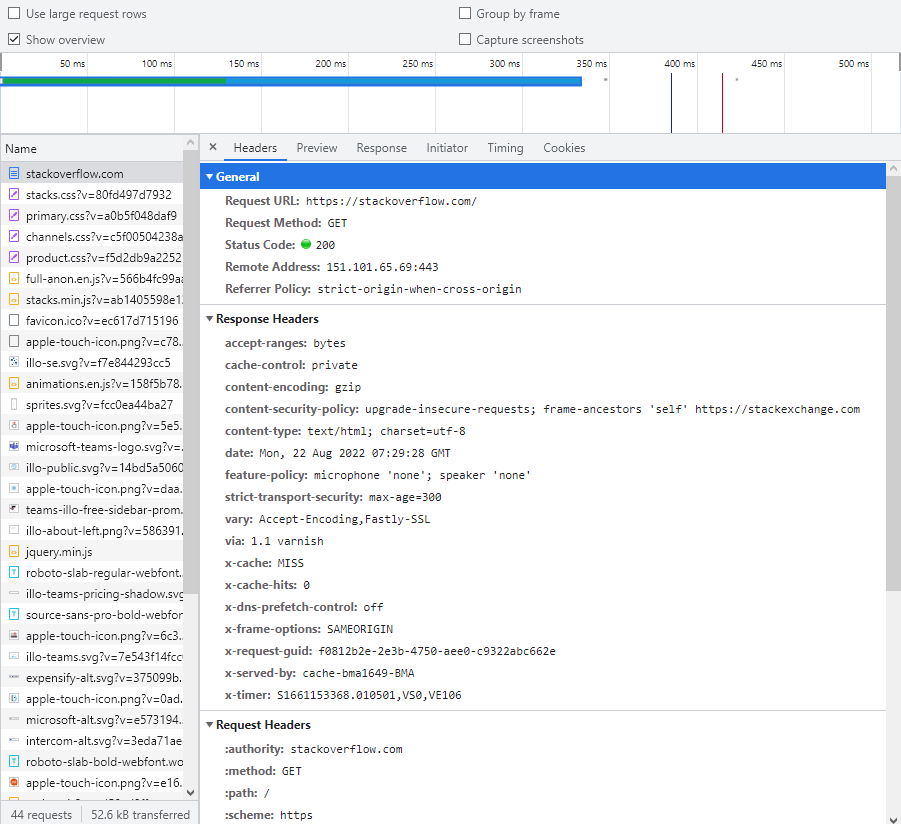 Use large request rows
Group by frame
Show overview
Capture screenshots
50 ms 100 ms 150 ms 200 ms 250 ms 300 ms 350 ms 400 ms 450 ms 500 ms
Name
× Headers Preview Response Initiator Timing Cookies
stackoverflow.com
stacks.css?v=80fd497d7932
primary.css?v=a0b5f048daf9
channels.css?v=c5f00504238a
product.css?v=f5d2db9a2252
full-anon.en.js?v=566b4fc99aa
stacks.min.js?v=ab1405598e1
favicon.ico?v=ec617d715196
apple-touch-icon.png?v=c78...
illo-se.svg?v=f7e844293cc5
animations.en.js?v=158f5b78...
sprites.svg?v=fcc0ea44ba27
apple-touch-icon.png?v=5e5...
microsoft-teams-logo.svg?v=...
illo-public.svg?v=14bd5a5060
apple-touch-icon.png?v=daa...
teams-illo-free-sidebar-prom...
illo-about-left.png?v=586391...
jquery.min.js
roboto-slab-regular-webfont...
illo-teams-pricing-shadow.svg
source-sans-pro-bold-webfor
apple-touch-icon.png?v=6c3...
illo-teams.svg?v=7e543f14fcc
expensify-alt.svg?v=375099b...
apple-touch-icon.png?v=0ad...
microsoft-alt.svg?v=e573194...
intercom-alt.svg?v=3eda71ae
roboto-slab-bold-webfont.wo
apple-touch-icon.png?v=e16...
44 requests 52.6 kB transferred
General
Request URL: https://stackoverflow.com/
Request Method: GET
Status Code: 200
Remote Address: 151.101.65.69:443
Referrer Policy: strict-origin-when-cross-origin
Response Headers
accept-ranges: bytes
cache-control: private
content-encoding: gzip
content-security-policy: upgrade-insecure-requests; frame-ancestors 'self' https://stackexchange.com
content-type: text/html; charset=utf-8
date: Mon, 22 Aug 2022 07:29:28 GMT
feature-policy: microphone 'none'; speaker 'none'
strict-transport-security: max-age=300
vary: Accept-Encoding,Fastly-SSL
via: 1.1 varnish
x-cache: MISS
x-cache-hits: 0
x-dns-prefetch-control: off
x-frame-options: SAMEORIGIN
x-request-guid: f0812b2e-2e3b-4750-aee0-c9322abc662e
x-served-by: cache-bma1649-BMA
x-timer: S1661153368.010501,VS0,VE106
Request Headers
:authority: stackoverflow.com
:method: GET
:path: /
:scheme: https